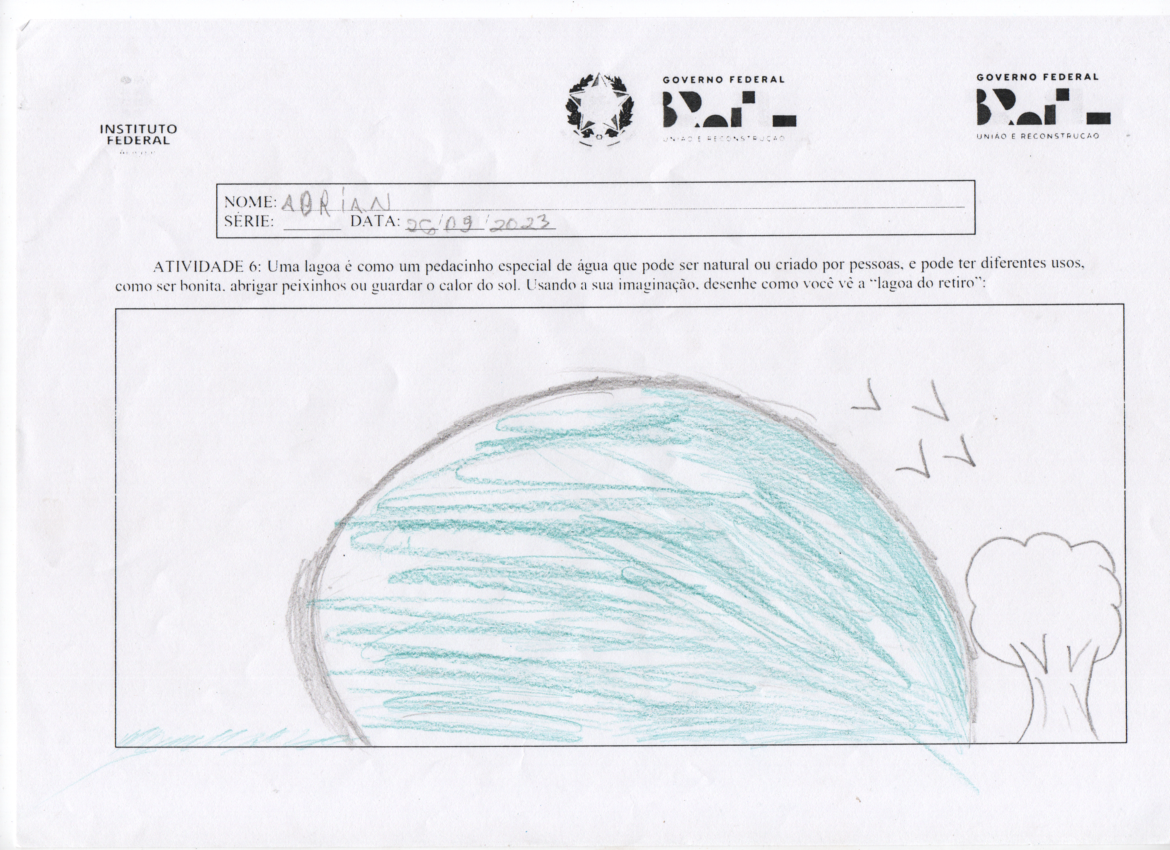 INSTITUTO
FEDERAL
GOVERNO FEDERAL
BRASIL
UNIÃO E RECONSTRUÇÃO
GOVERNO FEDERAL
BRASIL
UNIÃO E RECONSTRUÇÃO
NOME: ADRIAN
SÉRIE: ______ DATA: 26/09/2023
ATIVIDADE 6: Uma lagoa é como um pedacinho especial de água que pode ser natural ou criado por pessoas, e pode ter diferentes usos,
como ser bonita, abrigar peixinhos ou guardar o calor do sol. Usando a sua imaginação, desenhe como você vê a “lagoa do retiro”: